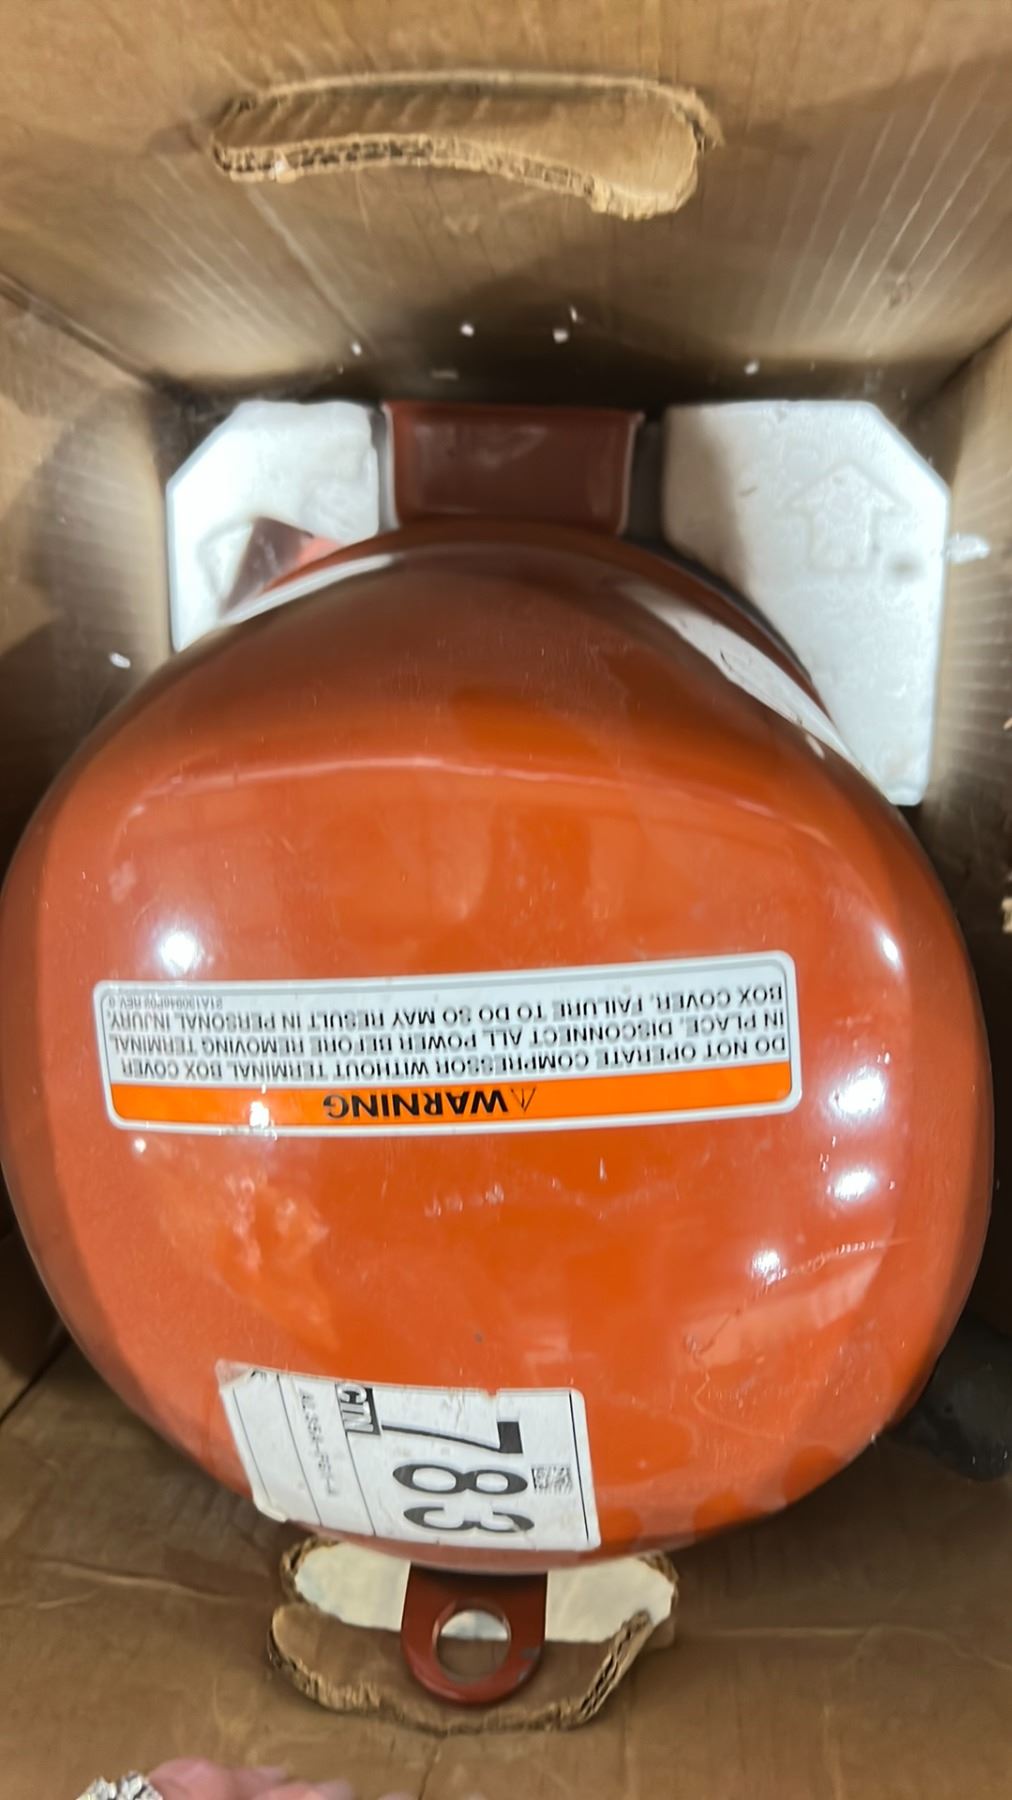 ⚠WARNING
DO NOT OPERATE COMPRESSOR WITHOUT TERMINAL BOX COVER
IN PLACE. DISCONNECT ALL POWER BEFORE REMOVING TERMINAL
BOX COVER. FAILURE TO DO SO MAY RESULT IN PERSONAL INJURY.
783
CTN